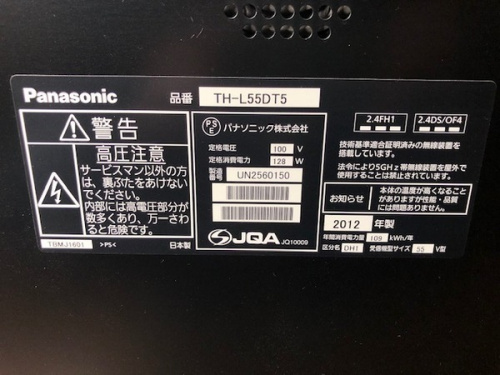 Panasonic 品番 TH-L55DT5
警告
高圧注意
サービスマン以外の方は、裏ぶたをあけないでください。
内部には高電圧部分が数多くあり、万一さわると危険です。
TBMJ1601 >PS< 日本製
PSE パナソニック株式会社
定格電圧 100 V
定格消費電力 128 W
製造番号 UN2560150
JQA JQ10009
2.4FH1 2.4DS/OF4
技術基準適合証明済みの無線装置を搭載しています。
法令により5GHz帯無線装置を屋外で使用することは禁止されています。
お知らせ 本体の温度が高くなることがありますが性能・品質には問題ありません。
2012 年製
年間消費電力量 109 kWh/年
区分名 DH1 受信機型サイズ 55 V型